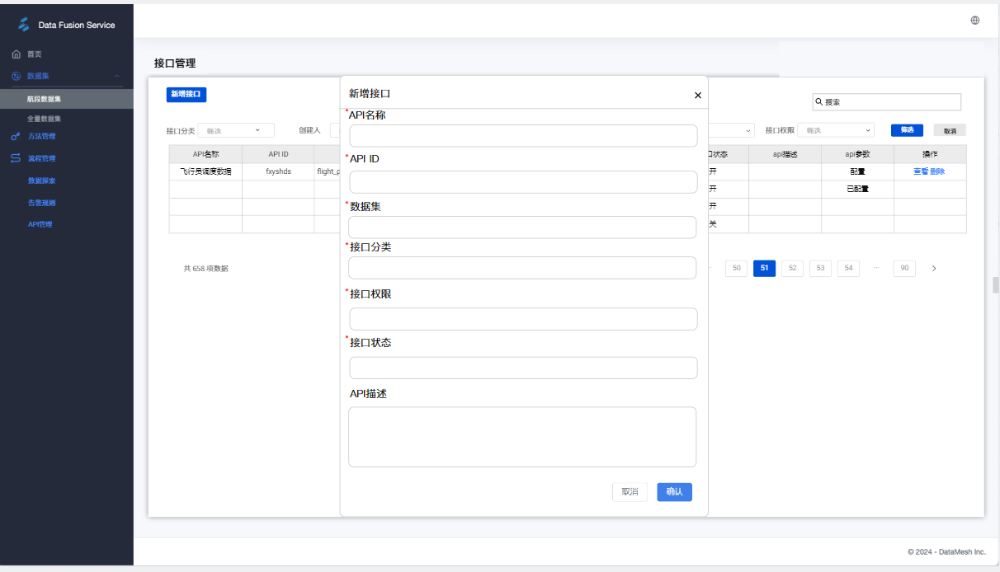 Data Fusion Service
首页
数据集
航段数据集
全量数据集
方法管理
流程管理
数据探索
告警规则
API管理
接口管理
新增接口
搜索
接口分类 筛选 创建人
接口权限 筛选 筛选 取消
API名称 API ID 口状态 api描述 api参数 操作
飞行员调度数据 fxyshds flight_p 开 配置 查看 删除
开 已配置
开
关
共 658 项数据
50 51 52 53 54 ··· 90
新增接口 ×
*API名称
*API ID
*数据集
*接口分类
*接口权限
*接口状态
API描述
取消 确认
© 2024 - DataMesh Inc.